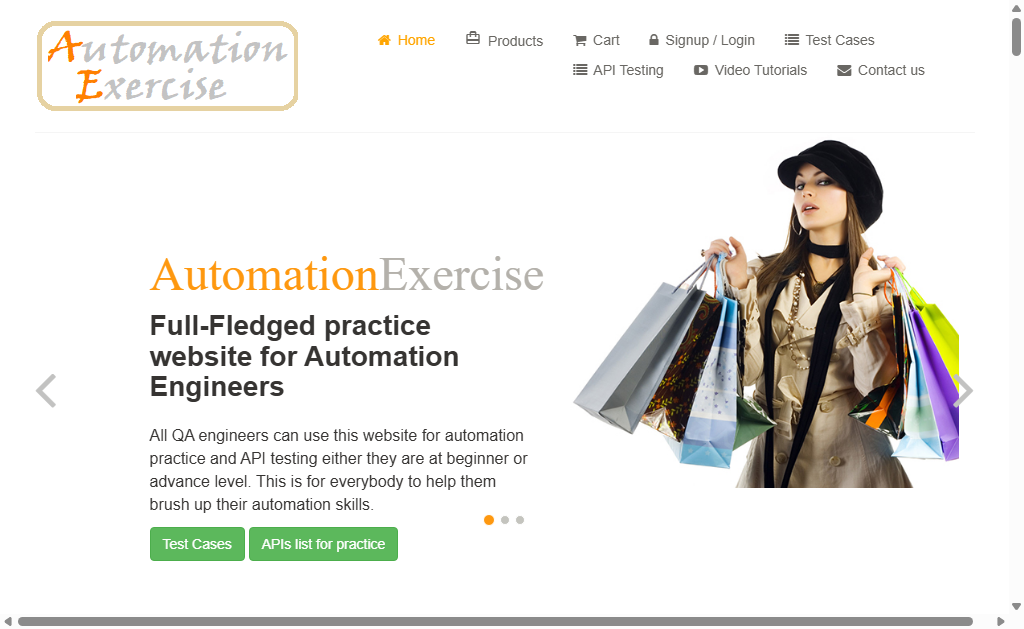 Automation
Exercise
Home Products Cart Signup / Login Test Cases
API Testing Video Tutorials Contact us
AutomationExercise
Full-Fledged practice
website for Automation
Engineers
All QA engineers can use this website for automation
practice and API testing either they are at beginner or
advance level. This is for everybody to help them
brush up their automation skills.
Test Cases APIs list for practice